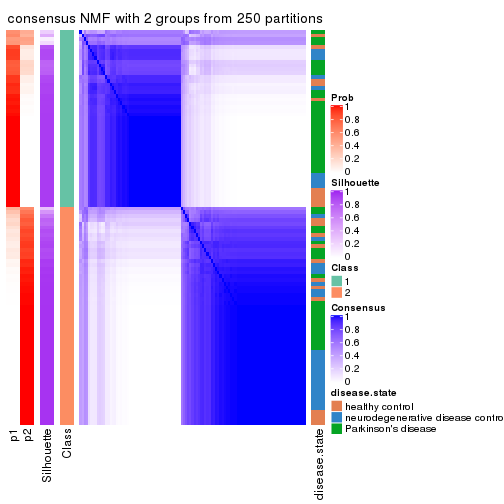 consensus NMF with 2 groups from 250 partitions
Prob
1
0.8
0.6
0.4
0.2
0
Silhouette
1
0.8
0.6
0.4
0.2
0
Class
1
2
Consensus
1
0.8
0.6
0.4
0.2
0
disease.state
healthy control
neurodegenerative disease contro
Parkinson's disease
p1
p2
Silhouette
Class
disease.state